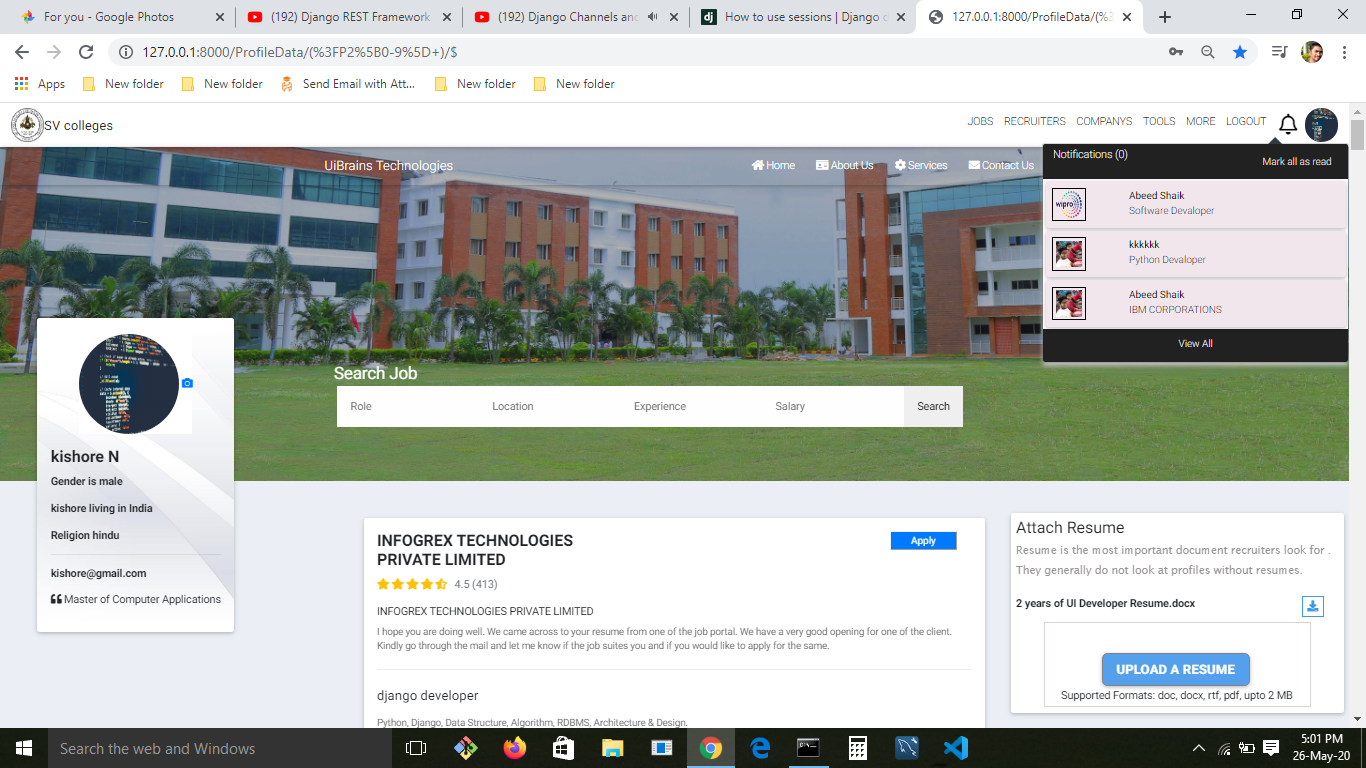 For you - Google Photos
(192) Django REST Framework
(192) Django Channels and
How to use sessions | Django d
127.0.0.1:8000/ProfileData/(%3
127.0.0.1:8000/ProfileData/(%3FP2%5B0-9%5D+)/$
Apps
New folder
New folder
Send Email with Att...
New folder
New folder
SV colleges
JOBS RECRUITERS COMPANYS TOOLS MORE LOGOUT
UiBrains Technologies
Home About Us Services Contact Us
Notifications (0)
Mark all as read
wipro
Abeed Shaik
Software Devaloper
kkkkkk
Python Devaloper
Abeed Shaik
IBM CORPORATIONS
View All
Search Job
Role Location Experience Salary Search
kishore N
Gender is male
kishore living in India
Religion hindu
kishore@gmail.com
Master of Computer Applications
INFOGREX TECHNOLOGIES
PRIVATE LIMITED
Apply
4.5 (413)
INFOGREX TECHNOLOGIES PRIVATE LIMITED
I hope you are doing well. We came across to your resume from one of the job portal. We have a very good opening for one of the client.
Kindly go through the mail and let me know if the job suites you and if you would like to apply for the same.
django developer
Python, Django, Data Structure, Algorithm, RDBMS, Architecture & Design.
Attach Resume
Resume is the most important document recruiters look for .
They generally do not look at profiles without resumes.
2 years of UI Developer Resume.docx
UPLOAD A RESUME
Supported Formats: doc, docx, rtf, pdf, upto 2 MB
Search the web and Windows
5:01 PM
26-May-20